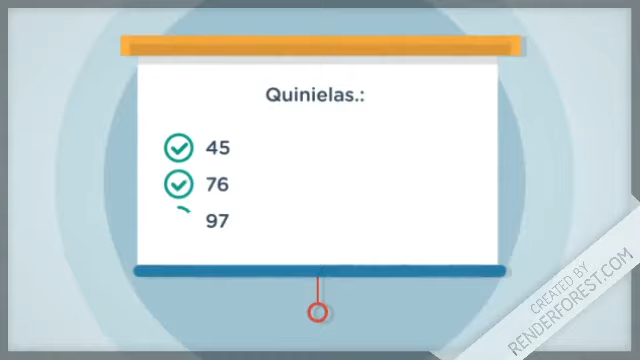 Quinielas.:
45
76
97
CREATED BY
RENDERFOREST.COM